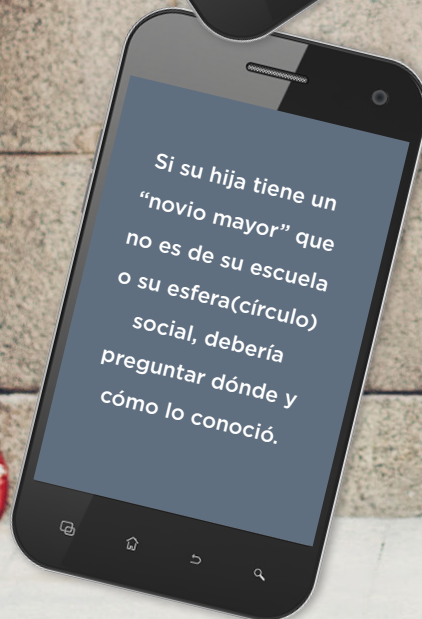 Si su hija tiene un
“novio mayor” que
no es de su escuela
o su esfera(círculo)
social, debería
preguntar dónde y
cómo lo conoció.